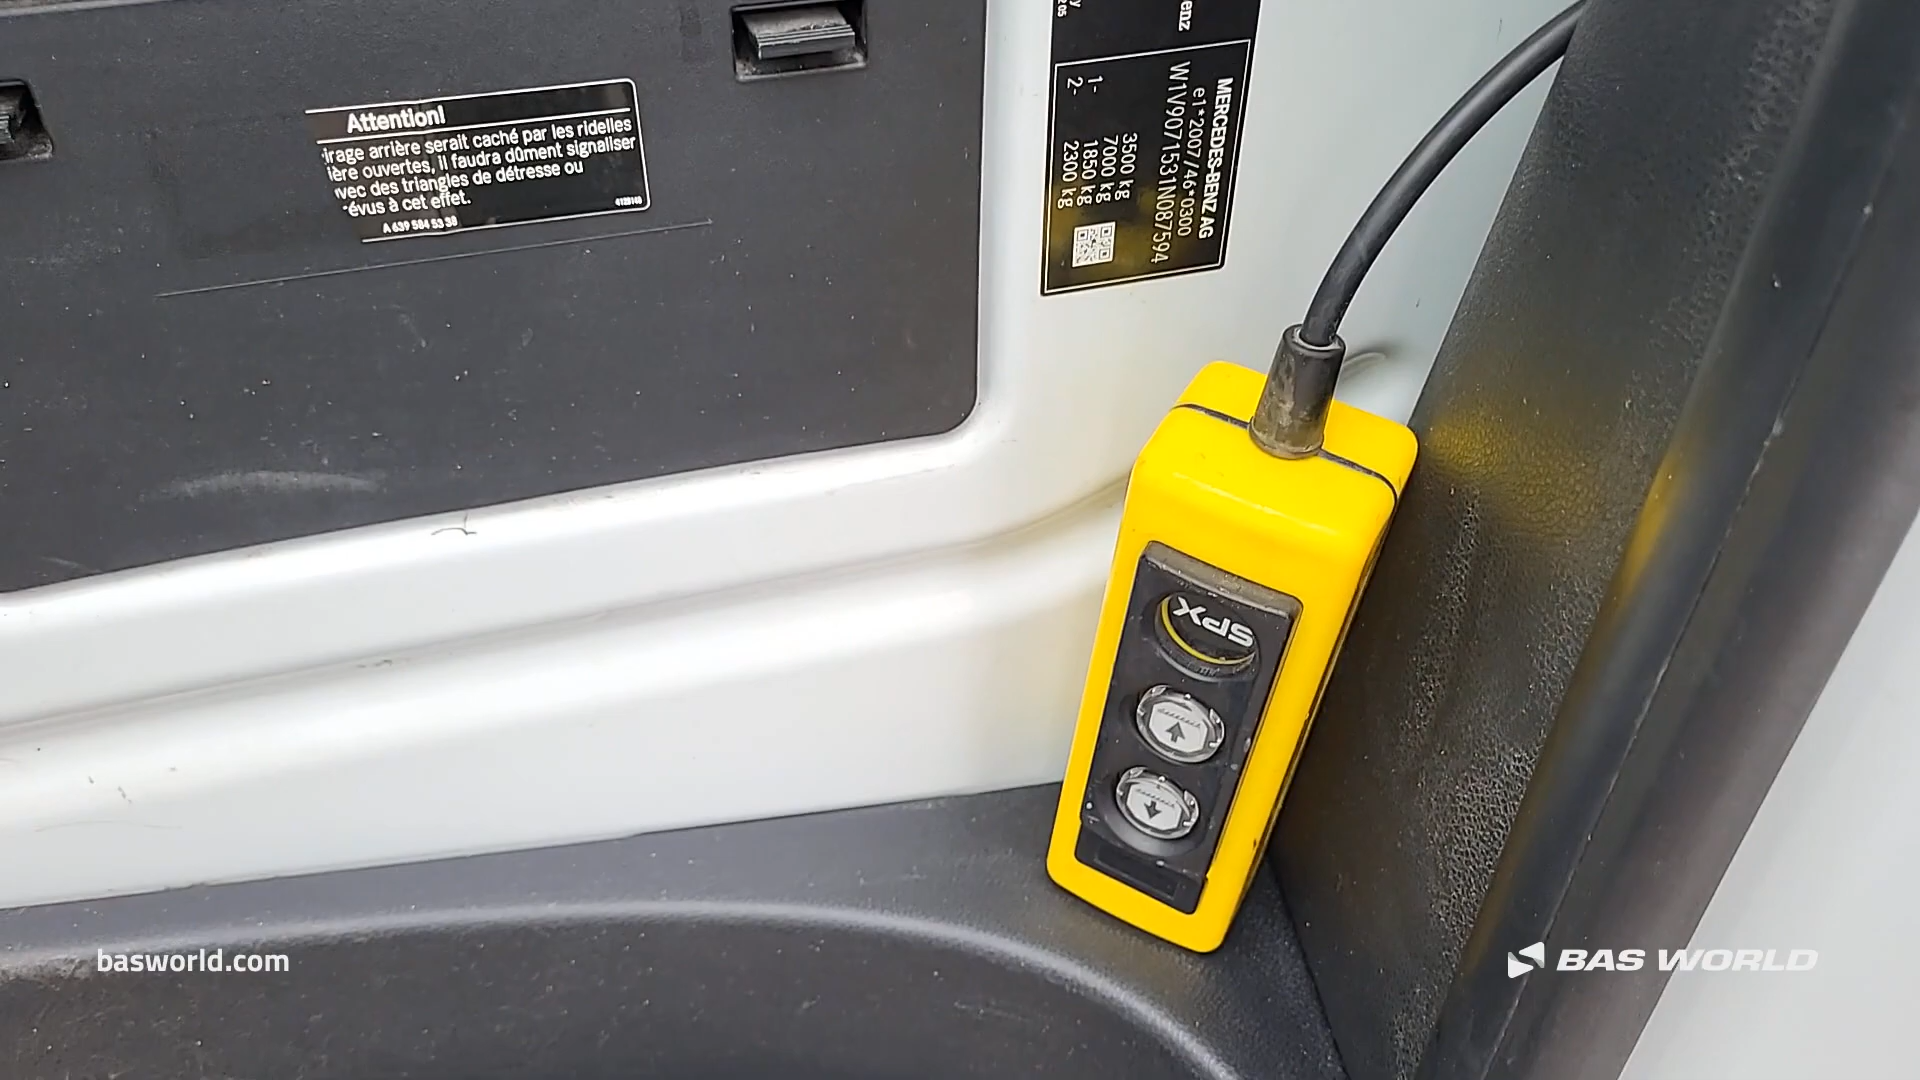 Attention!
irage arrière serait caché par les ridelles
ière ouvertes, il faudra dûment signaliser
avec des triangles de détresse ou
évus à cet effet.
A 639 584 53 38
enz
MERCEDES-BENZ AG
e1*2007/46*0300
W1V9071531N087594
3500 kg
7000 kg
1- 1850 kg
2- 2300 kg
SPX
basworld.com
BAS WORLD